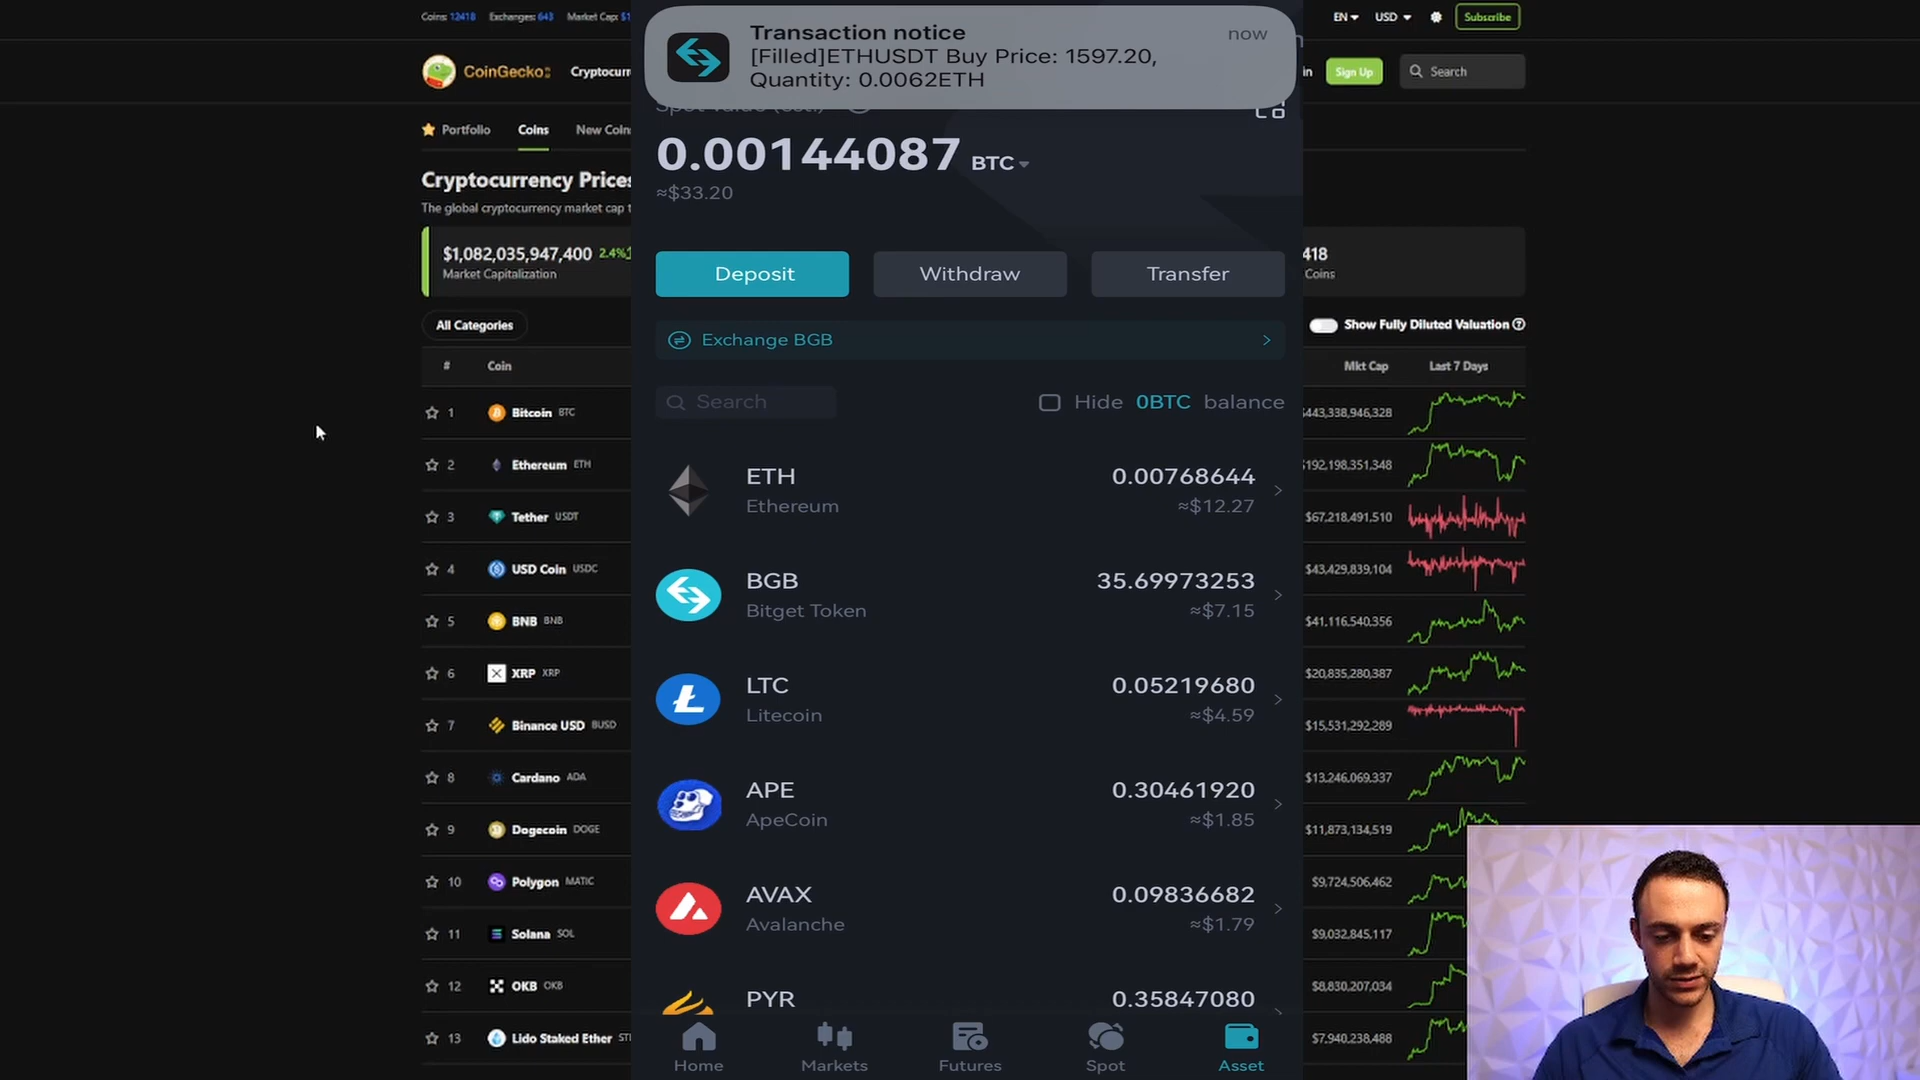 Coins: 12418 Exchanges: 643 Market Cap: $1
EN USD Subscribe
CoinGecko Cryptocurr
in Sign Up Search
Transaction notice now
[Filled]ETHUSDT Buy Price: 1597.20,
Quantity: 0.0062ETH
Portfolio Coins New Coin
Cryptocurrency Prices
The global cryptocurrency market cap t
$1,082,035,947,400 2.4%
Market Capitalization
418
Coins
All Categories
Show Fully Diluted Valuation
# Coin
Mkt Cap Last 7 Days
1 Bitcoin BTC
$443,338,946,328
2 Ethereum ETH
$192,198,351,348
3 Tether USDT
$67,218,491,510
4 USD Coin USDC
$43,429,839,104
5 BNB BNB
$41,116,540,356
6 XRP XRP
$20,835,280,387
7 Binance USD BUSD
$15,531,292,289
8 Cardano ADA
$13,246,069,337
9 Dogecoin DOGE
$11,873,134,519
10 Polygon MATIC
$9,724,506,462
11 Solana SOL
$9,032,845,117
12 OKB OKB
$8,830,207,034
13 Lido Staked Ether STE
$7,940,238,488
0.00144087 BTC
≈$33.20
Deposit Withdraw Transfer
Exchange BGB
Search
Hide 0BTC balance
ETH 0.00768644
Ethereum ≈$12.27
BGB 35.69973253
Bitget Token ≈$7.15
LTC 0.05219680
Litecoin ≈$4.59
APE 0.30461920
ApeCoin ≈$1.85
AVAX 0.09836682
Avalanche ≈$1.79
PYR 0.35847080
Home Markets Futures Spot Asset